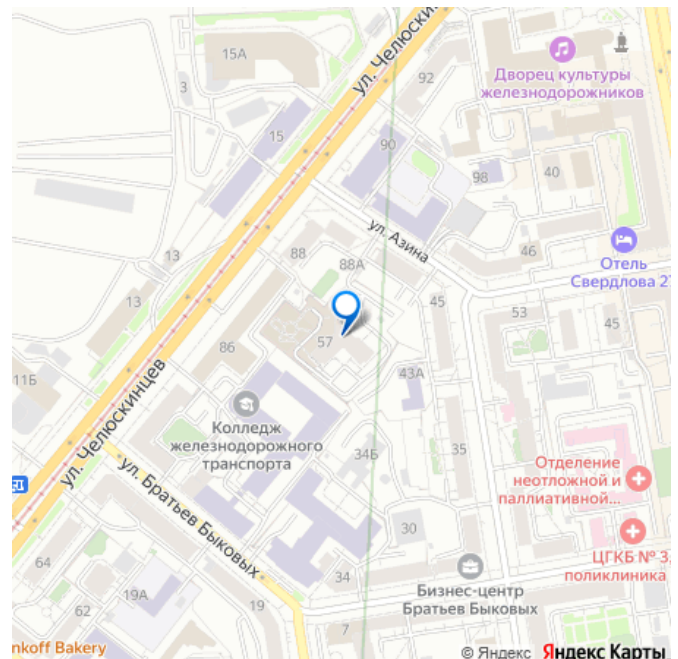 15А
ул. Челюскин
92
Дворец культуры
железнодорожников
3
15
90
98
40
ул. Азина
13
88
88А
46
Отель
Свердлова 27
13
45
53
45
57
86
11Б
43А
ул. Челюскинцев
Колледж
железнодорожного
транспорта
34Б
35
Отделение
неотложной и
паллиативной...
ул. Братьев Быковых
30
ЦГКБ № 3,
поликлиника
64
34
Бизнес-центр
Братьев Быковых
19А
62
19
7
nkoff Bakery
© Яндекс Яндекс Карты